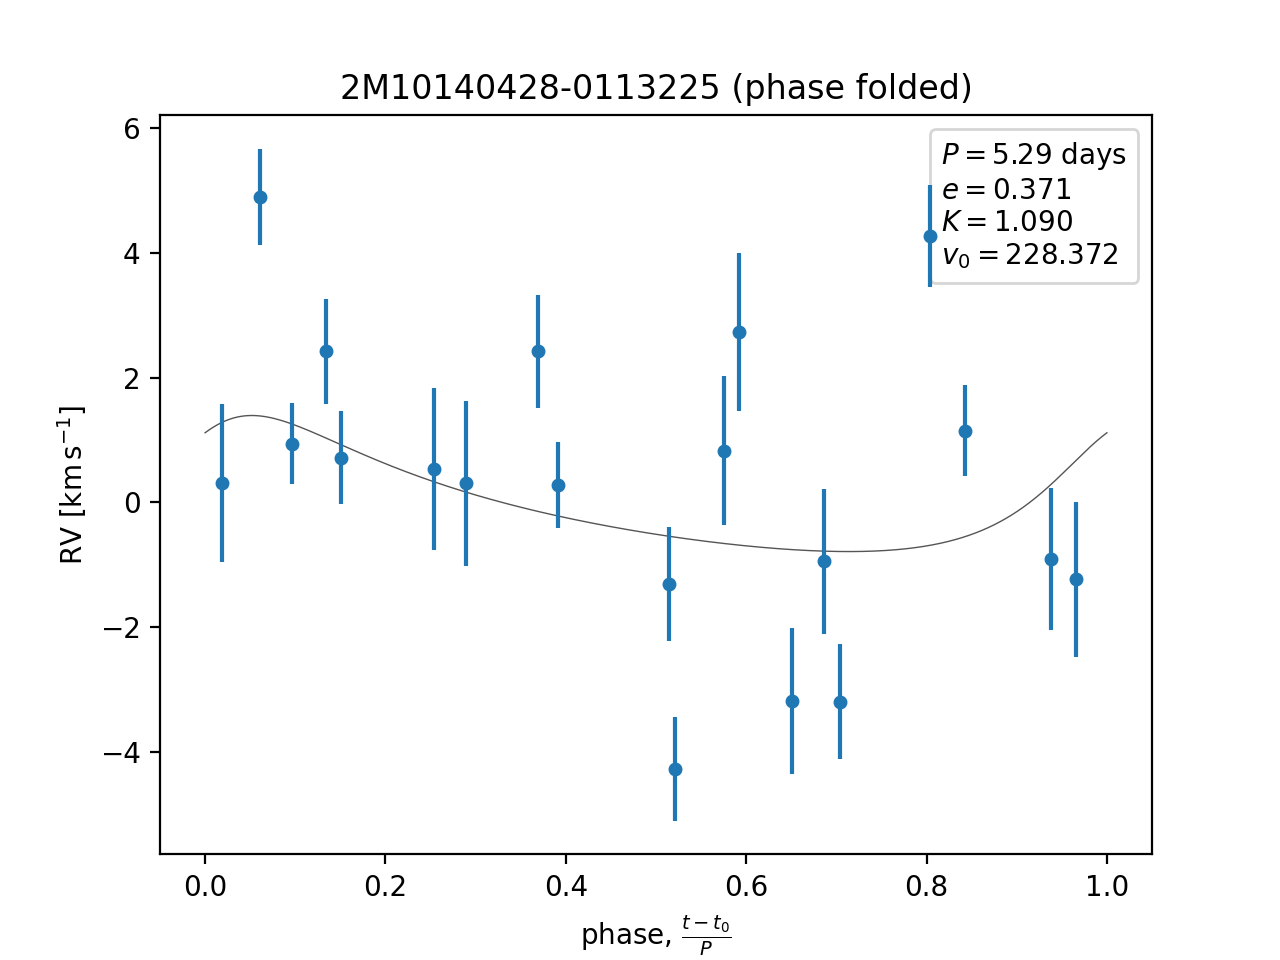 2M10140428-0113225 (phase folded)
P = 5.29 days
e = 0.371
K = 1.090
v₀ = 228.372
RV [km s⁻¹]
6
4
2
0
−2
−4
0.0 0.2 0.4 0.6 0.8 1.0
phase, (t − t₀)/P